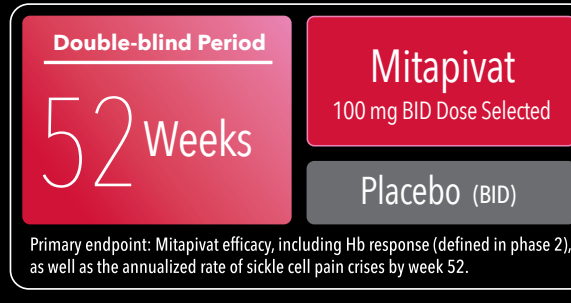 Double-blind Period
52 Weeks
Mitapivat
100 mg BID Dose Selected
Placebo (BID)
Primary endpoint: Mitapivat efficacy, including Hb response (defined in phase 2),
as well as the annualized rate of sickle cell pain crises by week 52.